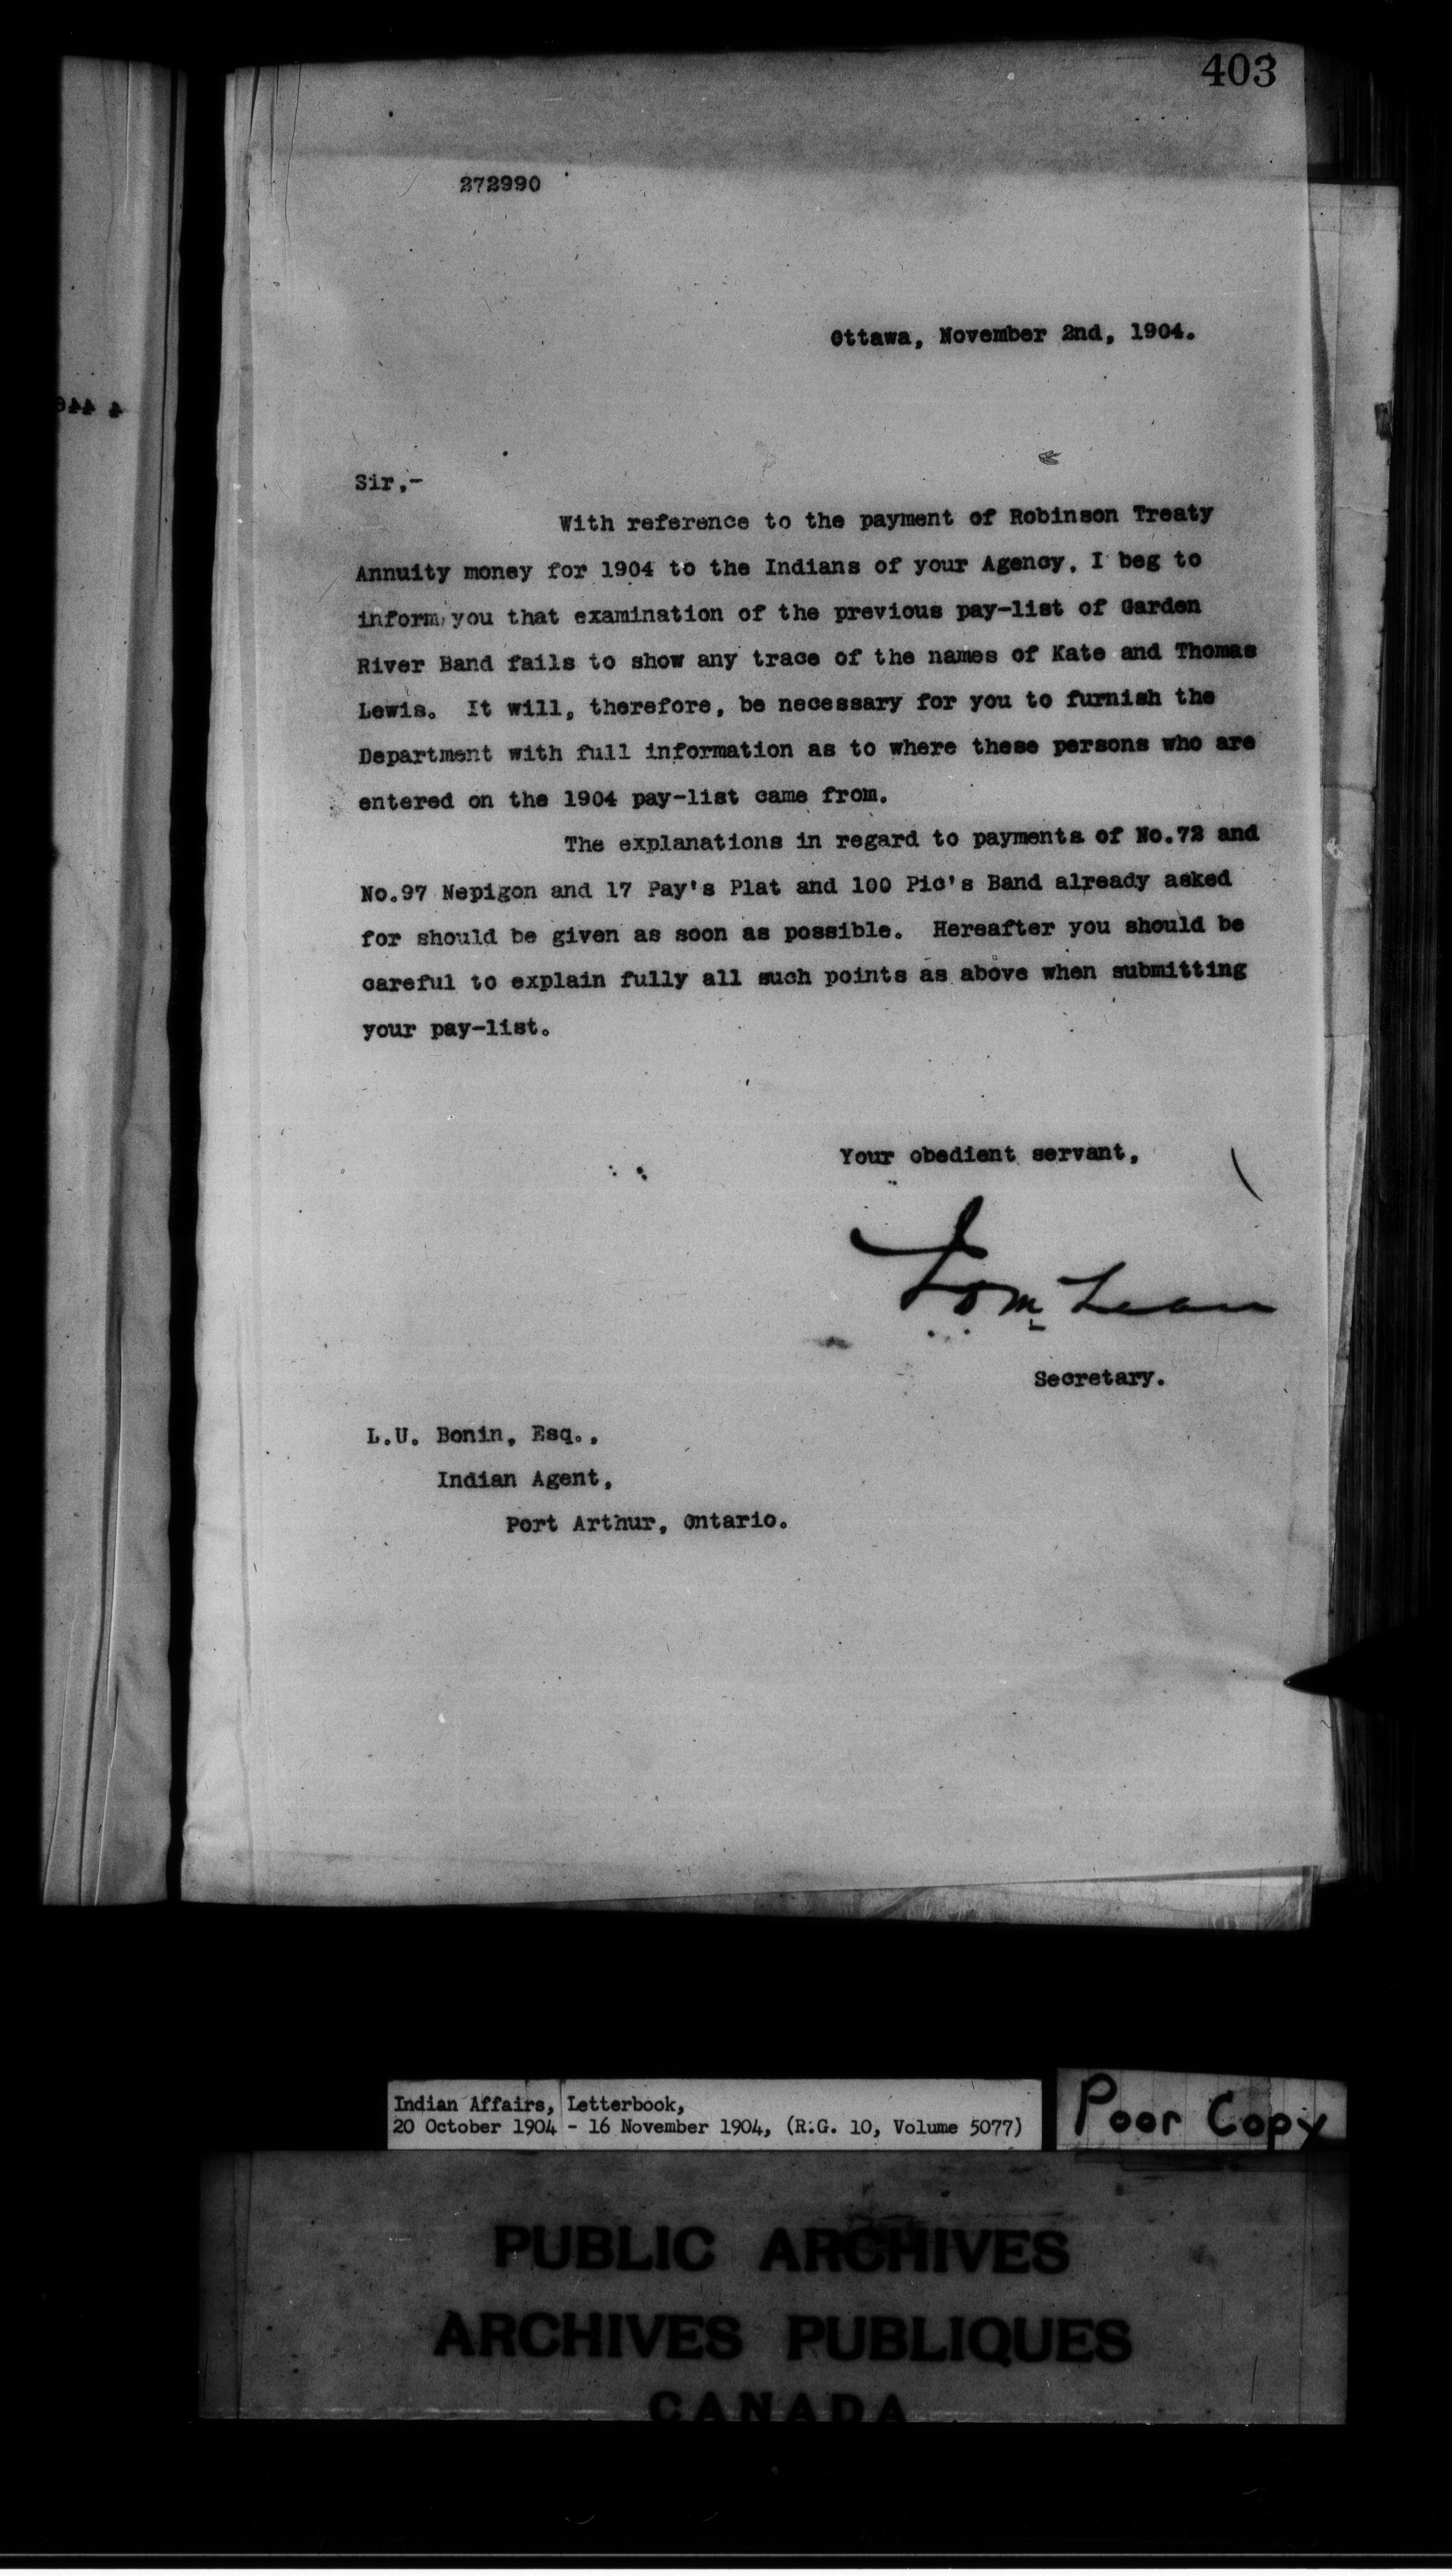 403
272990
Ottawa, November 2nd, 1904.
Sir,-
With reference to the payment of Robinson Treaty
Annuity money for 1904 to the Indians of your Agency, I beg to
inform you that examination of the previous pay-list of Garden
River Band fails to show any trace of the names of Kate and Thomas
Lewis. It will, therefore, be necessary for you to furnish the
Department with full information as to where these persons who are
entered on the 1904 pay-list came from.
The explanations in regard to payments of No.72 and
No.97 Nepigon and 17 Pay's Plat and 100 Pic's Band already asked
for should be given as soon as possible. Hereafter you should be
careful to explain fully all such points as above when submitting
your pay-list.
Your obedient servant,
Secretary.
L.U. Bonin, Esq.,
Indian Agent,
Port Arthur, Ontario.
Indian Affairs, Letterbook,
20 October 1904 - 16 November 1904, (R.G. 10, Volume 5077)
Poor Copy
PUBLIC ARCHIVES
ARCHIVES PUBLIQUES
CANADA